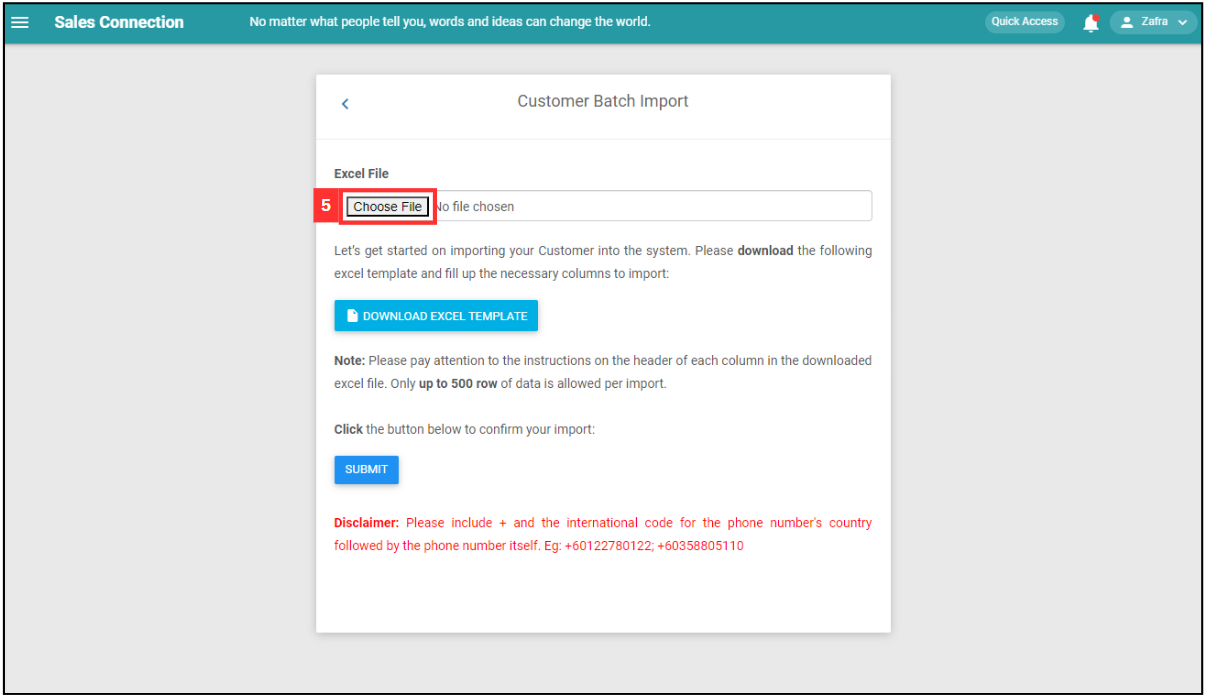 Sales Connection No matter what people tell you, words and ideas can change the world. Quick Access Zafra
Customer Batch Import
Excel File
5 Choose File No file chosen
Let's get started on importing your Customer into the system. Please download the following
excel template and fill up the necessary columns to import:
DOWNLOAD EXCEL TEMPLATE
Note: Please pay attention to the instructions on the header of each column in the downloaded
excel file. Only up to 500 row of data is allowed per import.
Click the button below to confirm your import:
SUBMIT
Disclaimer: Please include + and the international code for the phone number's country
followed by the phone number itself. Eg: +60122780122; +60358805110